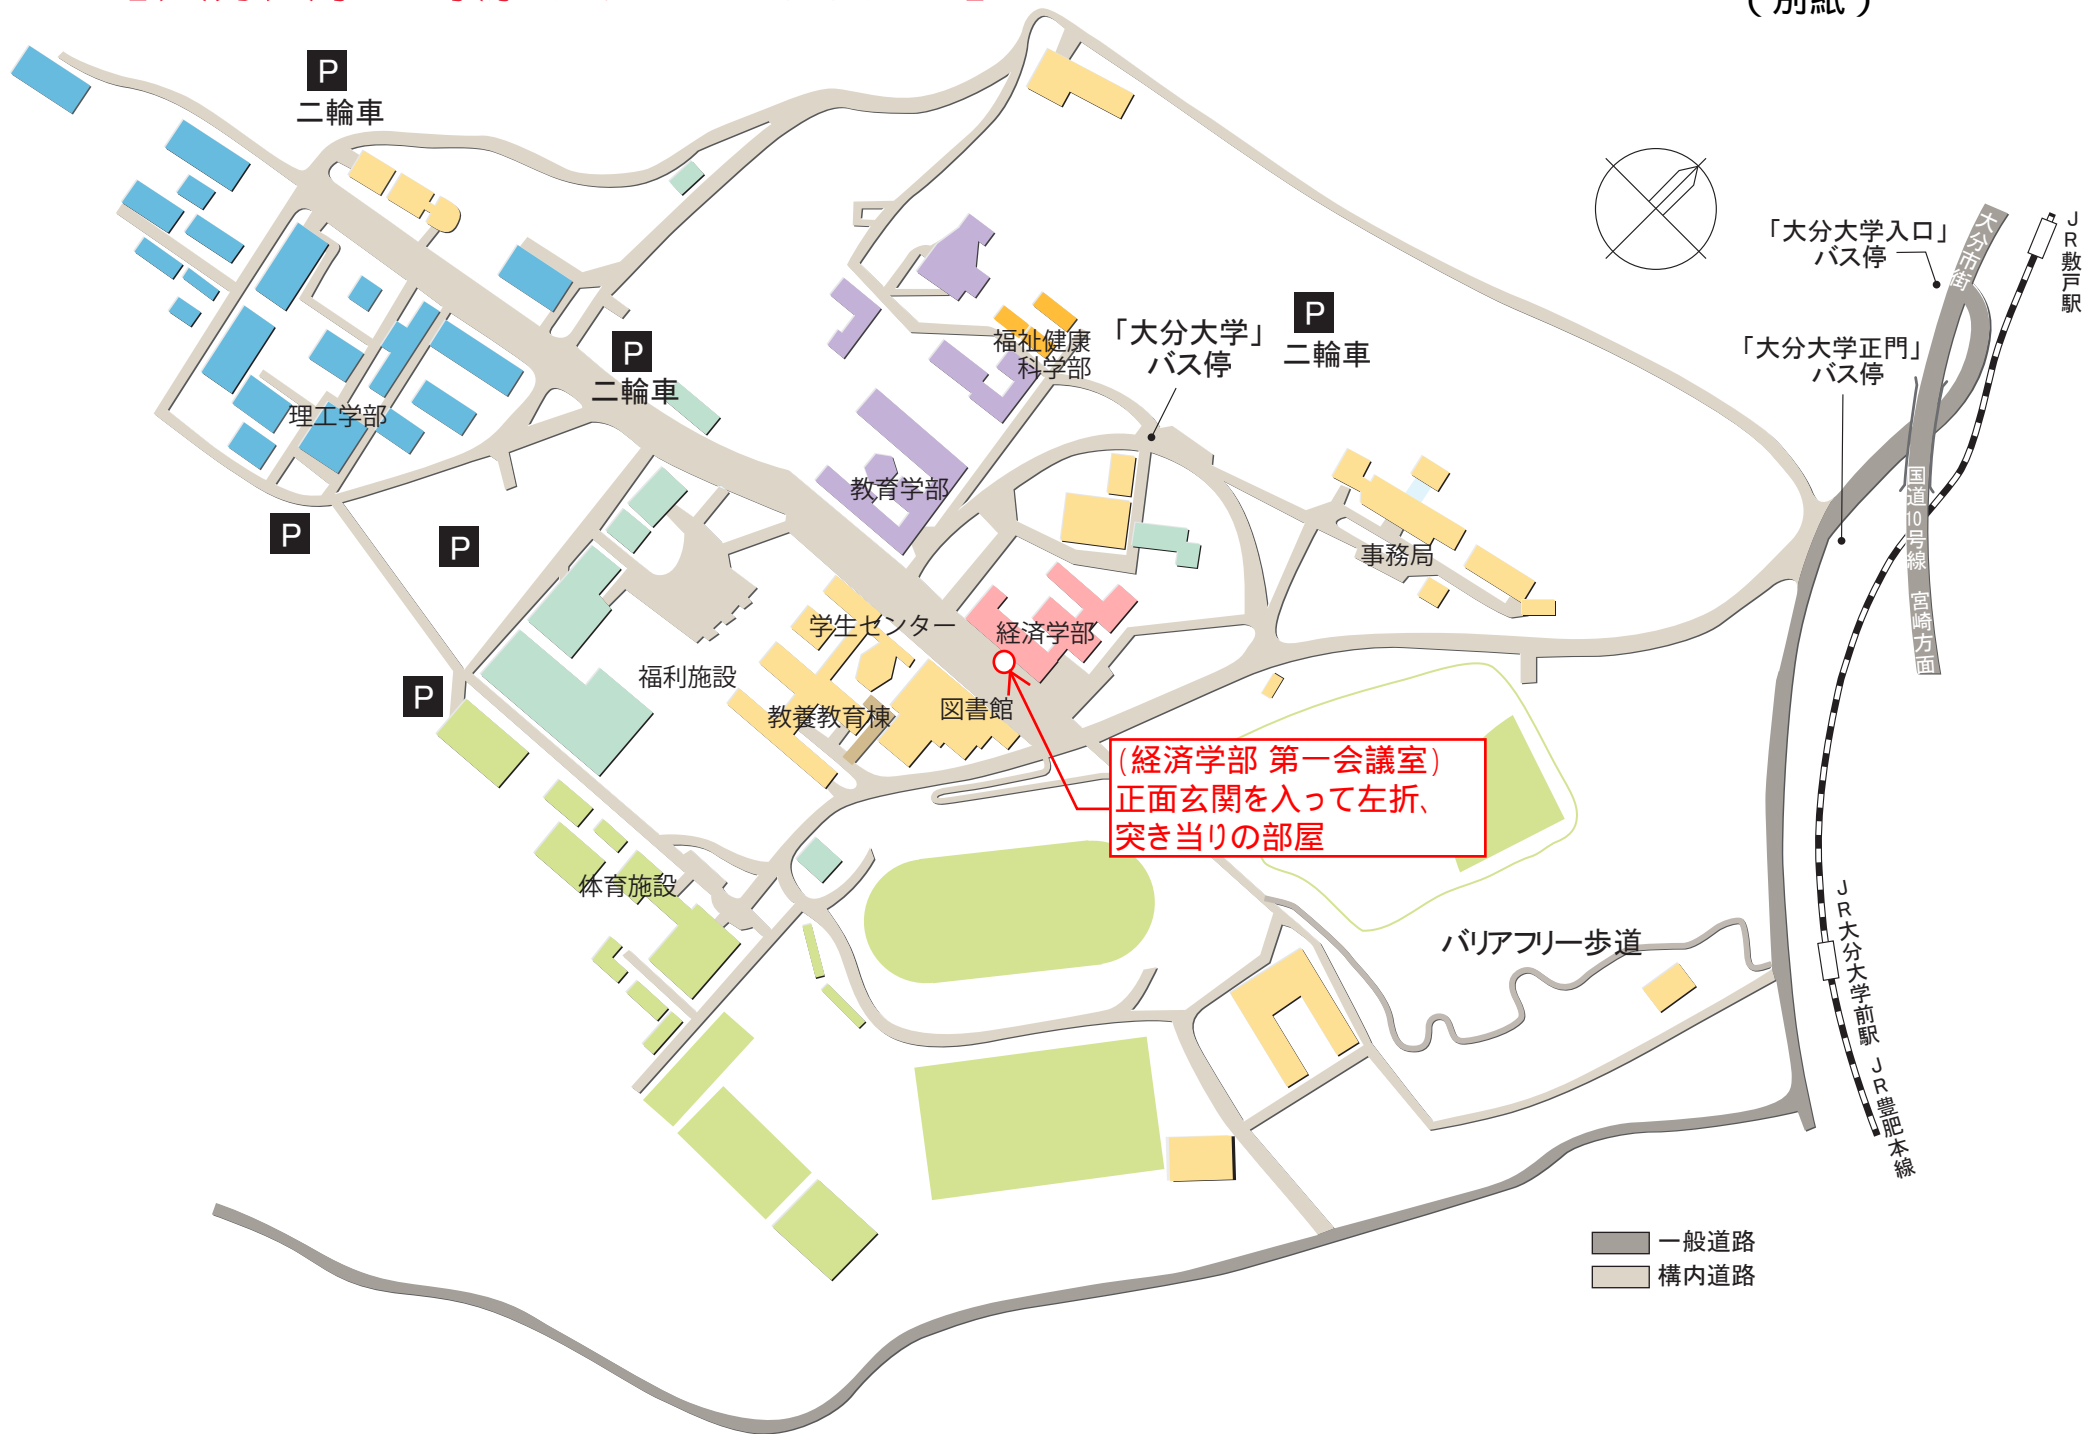 (別紙)
P
二輪車
「大分大学入口」
バス停
大分市街
JR敷戸駅
P
二輪車
福祉健康
科学部
「大分大学」
バス停
P
二輪車
「大分大学正門」
バス停
理工学部
教育学部
国道10号線 宮崎方面
P
P
事務局
学生センター
経済学部
福利施設
P
教養教育棟
図書館
(経済学部 第一会議室)
正面玄関を入って左折、
突き当りの部屋
体育施設
バリアフリー歩道
JR大分大学前駅
JR豊肥本線
一般道路
構内道路